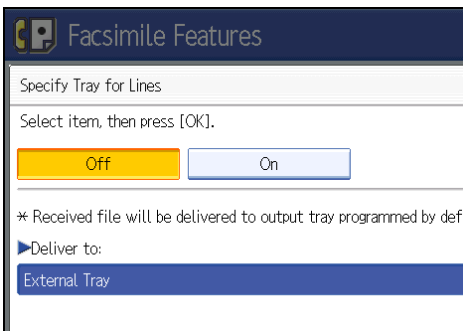 Facsimile Features
Specify Tray for Lines
Select item, then press [OK].
Off On
* Received file will be delivered to output tray programmed by def
▶Deliver to:
External Tray